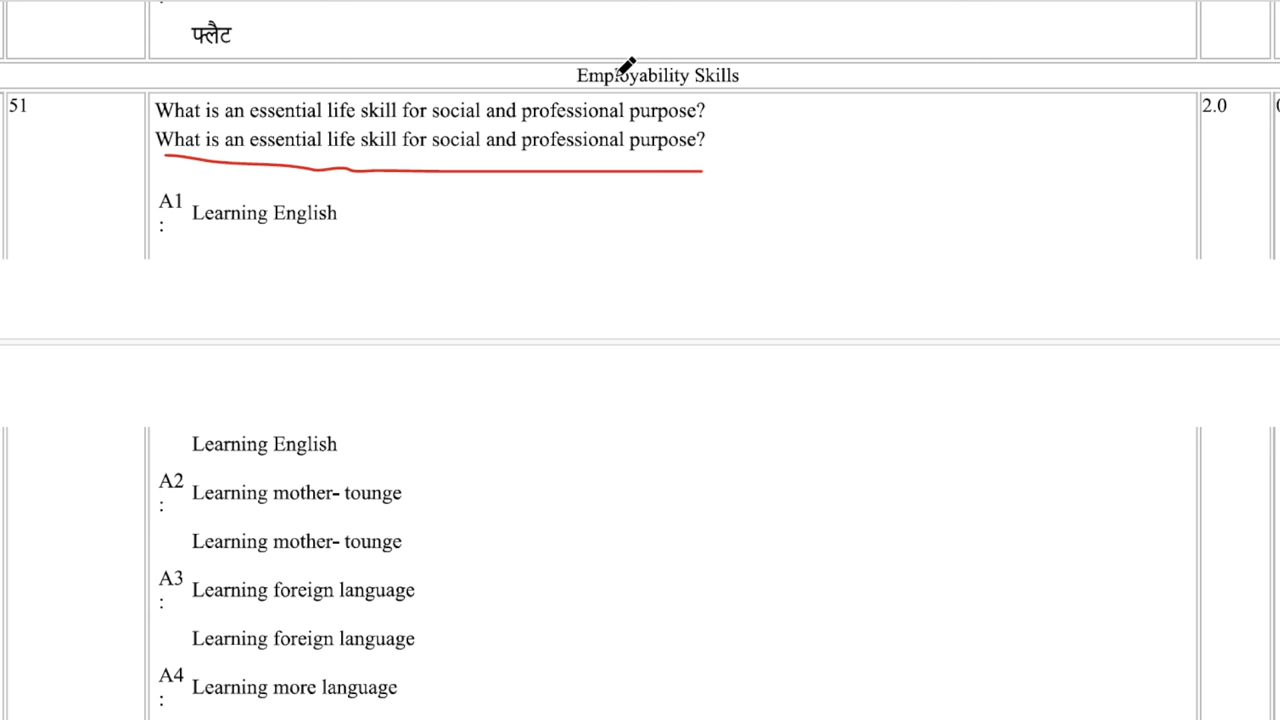 फ्लैट
Employability Skills
51 What is an essential life skill for social and professional purpose? 2.0
What is an essential life skill for social and professional purpose?
A1
: Learning English
Learning English
A2
: Learning mother- tounge
Learning mother- tounge
A3
: Learning foreign language
Learning foreign language
A4
: Learning more language